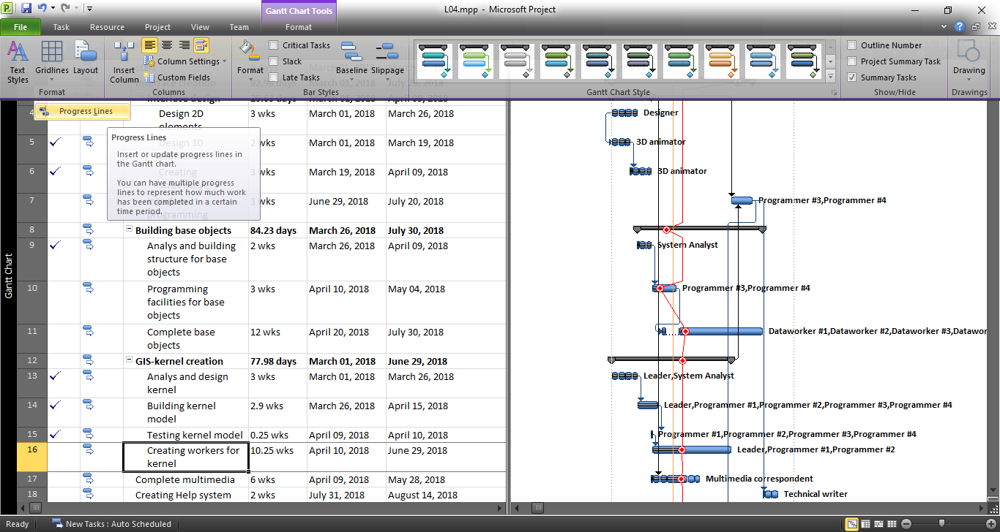 L04.mpp - Microsoft Project
Gantt Chart Tools
File Task Resource Project View Team Format
Text Styles
Gridlines
Layout
Format
Insert Column
Column Settings
Custom Fields
Columns
Format
Critical Tasks
Slack
Late Tasks
Baseline
Slippage
Bar Styles
Gantt Chart Style
Outline Number
Project Summary Task
Summary Tasks
Show/Hide
Drawing
Drawings
Progress Lines
Progress Lines
Insert or update progress lines in
the Gantt chart.
You can have multiple progress
lines to represent how much work
has been completed in a certain
time period.
Gantt Chart
4 Design 2D elements 3 wks March 01, 2018 March 26, 2018 Designer
5 Design 3D 2 wks March 01, 2018 March 19, 2018 3D animator
6 Creating 3 wks March 19, 2018 April 09, 2018 3D animator
7 programming 3 wks June 29, 2018 July 20, 2018 Programmer #3,Programmer #4
8 Building base objects 84.23 days March 26, 2018 July 30, 2018
9 Analys and building structure for base objects 2 wks March 26, 2018 April 09, 2018 System Analyst
10 Programming facilities for base objects 3 wks April 10, 2018 May 04, 2018 Programmer #3,Programmer #4
11 Complete base objects 12 wks April 20, 2018 July 30, 2018 Dataworker #1,Dataworker #2,Dataworker #3,Datawor
12 GIS-kernel creation 77.98 days March 01, 2018 June 29, 2018
13 Analys and design kernel 3 wks March 01, 2018 March 26, 2018 Leader,System Analyst
14 Building kernel model 2.9 wks March 26, 2018 April 15, 2018 Leader,Programmer #1,Programmer #2,Programmer #3,Programmer #4
15 Testing kernel model 0.25 wks April 09, 2018 April 10, 2018 Programmer #1,Programmer #2,Programmer #3,Programmer #4
16 Creating workers for kernel 10.25 wks April 10, 2018 June 29, 2018 Leader,Programmer #1,Programmer #2
17 Complete multimedia 6 wks April 09, 2018 May 28, 2018 Multimedia correspondent
18 Creating Help system 2 wks July 31, 2018 August 14, 2018 Technical writer
Ready New Tasks : Auto Scheduled